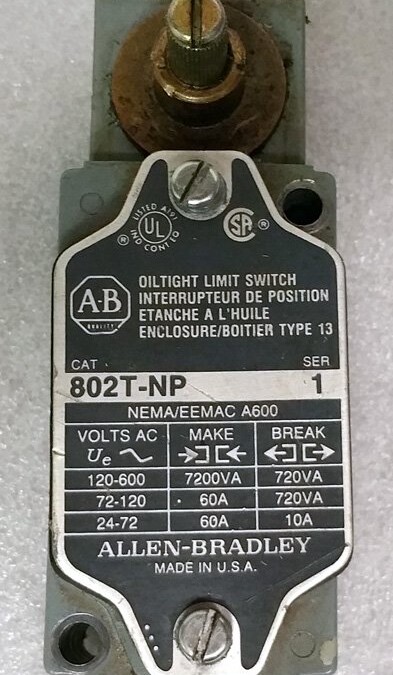 LISTED A197
UL
IND CONT EQ
®
SA
®
A-B
QUALITY
OILTIGHT LIMIT SWITCH
INTERRUPTEUR DE POSITION
ETANCHE A L'HUILE
ENCLOSURE/BOITIER TYPE 13
CAT SER
802T-NP 1
NEMA/EEMAC A600
VOLTS AC MAKE BREAK
Ue
120-600 7200VA 720VA
72-120 60A 720VA
24-72 60A 10A
ALLEN-BRADLEY
MADE IN U.S.A.